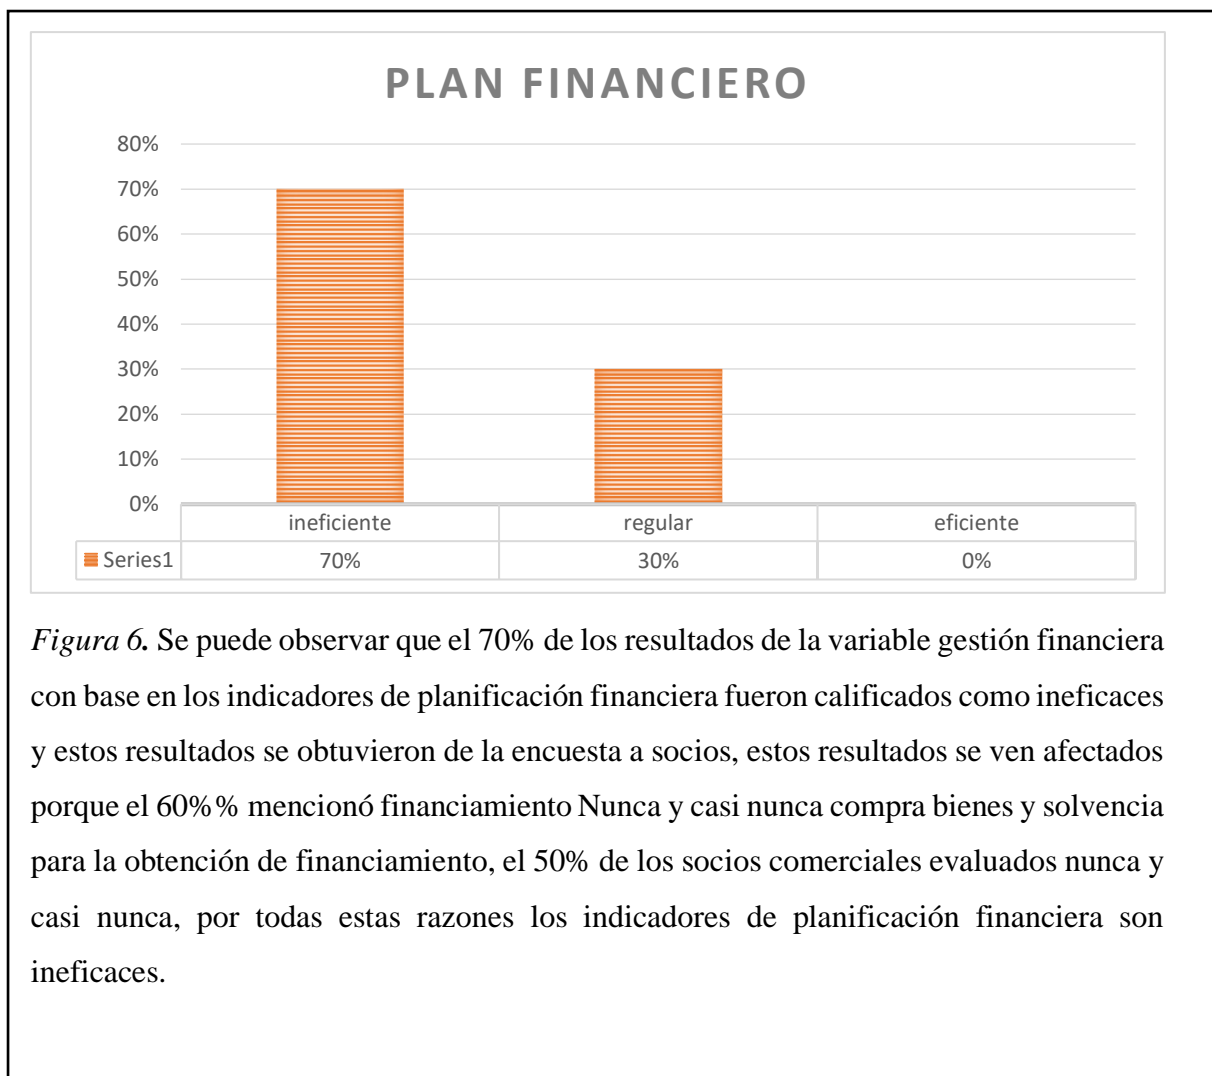 PLAN FINANCIERO
80%
70%
60%
50%
40%
30%
20%
10%
0%
ineficiente regular eficiente
Series1 70% 30% 0%
Figura 6. Se puede observar que el 70% de los resultados de la variable gestión financiera
con base en los indicadores de planificación financiera fueron calificados como ineficaces
y estos resultados se obtuvieron de la encuesta a socios, estos resultados se ven afectados
porque el 60%% mencionó financiamiento Nunca y casi nunca compra bienes y solvencia
para la obtención de financiamiento, el 50% de los socios comerciales evaluados nunca y
casi nunca, por todas estas razones los indicadores de planificación financiera son
ineficaces.